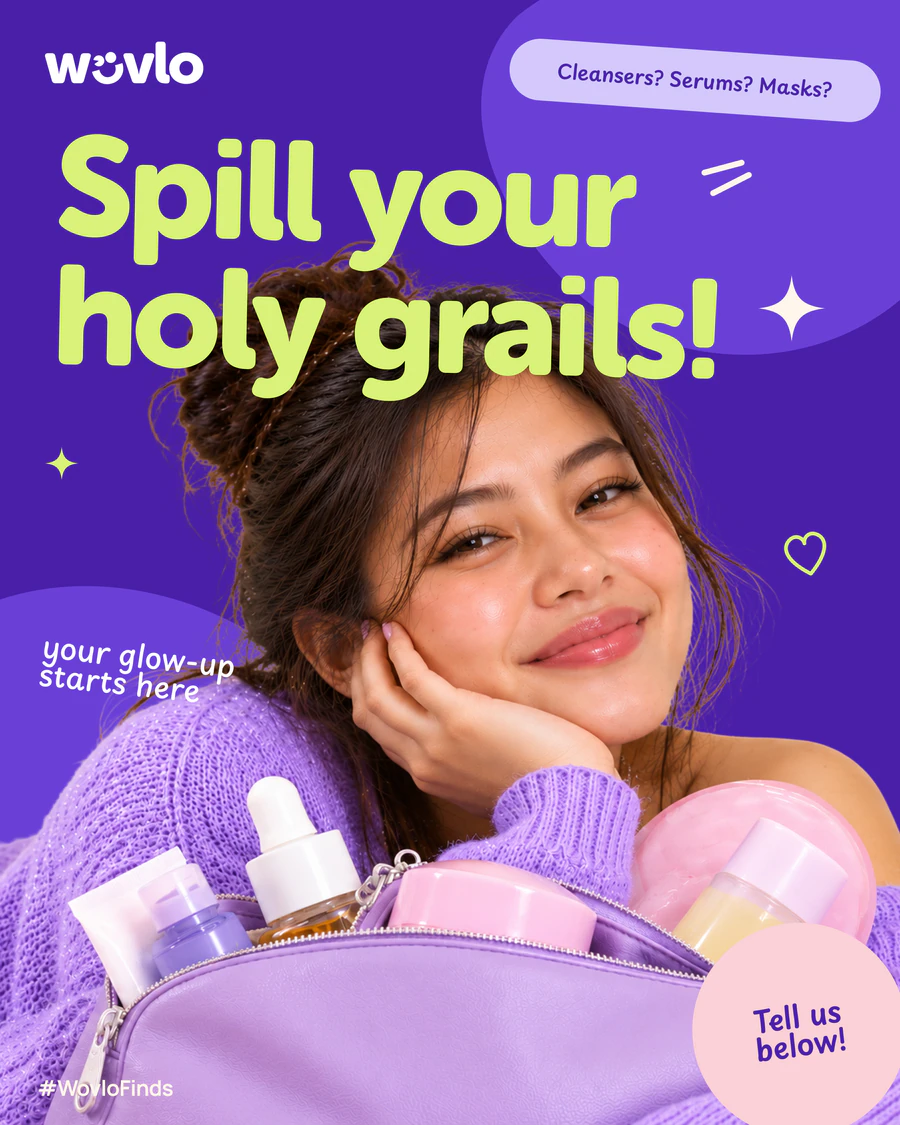 wovlo
Cleansers? Serums? Masks?
Spill your
holy grails!
your glow-up
starts here
Tell us
below!
#WovloFinds